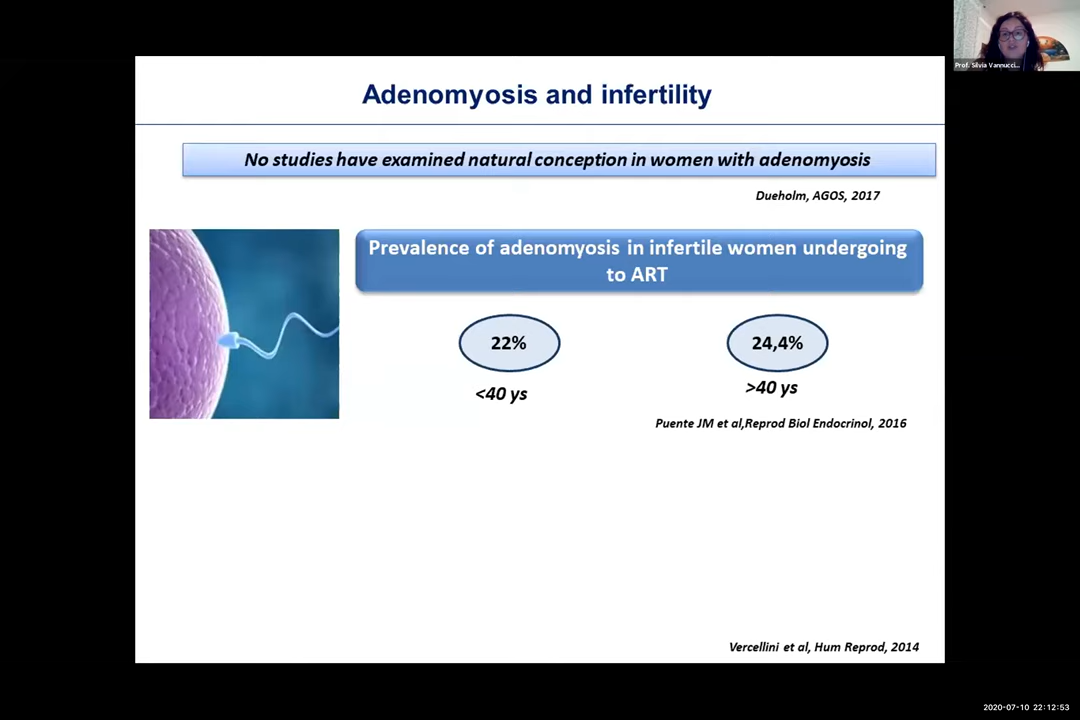 Prof. Silvia Vannucci...
Adenomyosis and infertility
No studies have examined natural conception in women with adenomyosis
Dueholm, AGOS, 2017
Prevalence of adenomyosis in infertile women undergoing
to ART
22%
24,4%
<40 ys
>40 ys
Puente JM et al,Reprod Biol Endocrinol, 2016
Vercellini et al, Hum Reprod, 2014
2020-07-10 22:12:53